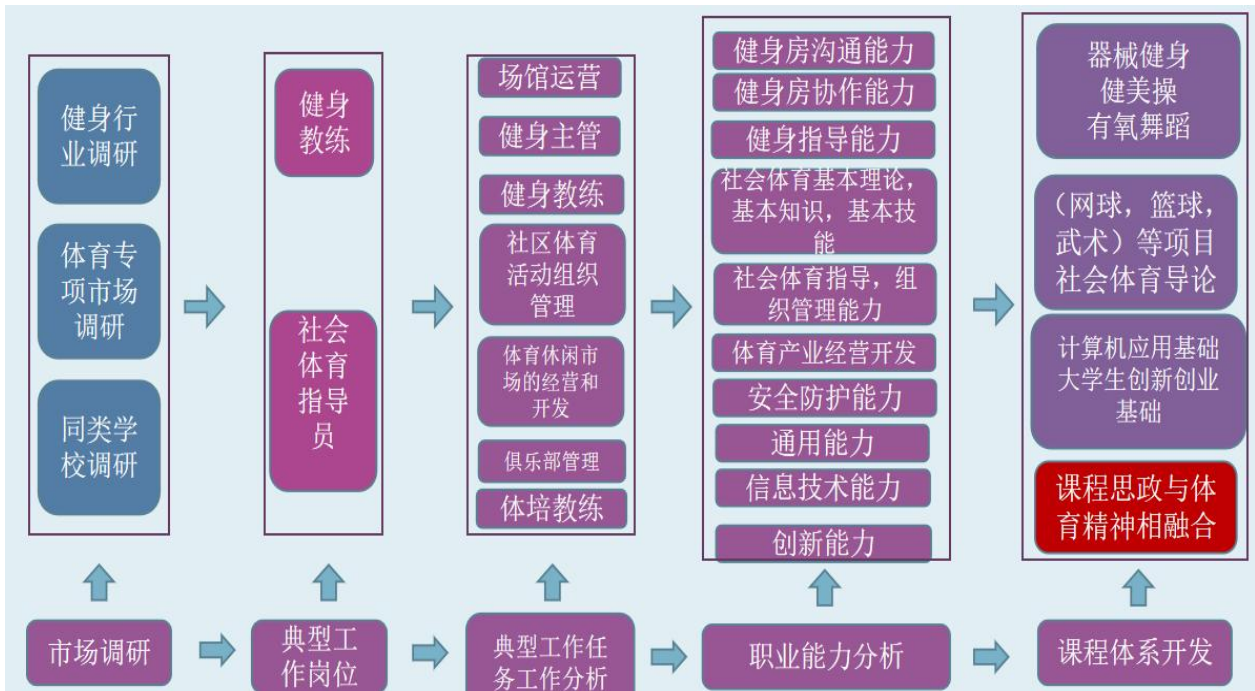 健身行
业调研
体育专
项市场
调研
同类学
校调研
健身
教练
社会
体育
指导
员
场馆运营
健身主管
健身教练
社区体育
活动组织
管理
体育休闲市
场的经营和
开发
俱乐部管理
体培教练
健身房沟通能力
健身房协作能力
健身指导能力
社会体育基本理论，
基本知识，基本技
能
社会体育指导，组
织管理能力
体育产业经营开发
安全防护能力
通用能力
信息技术能力
创新能力
器械健身
健美操
有氧舞蹈
（网球，篮球，
武术）等项目
社会体育导论
计算机应用基础
大学生创新创业
基础
课程思政与体
育精神相融合
市场调研
典型工
作岗位
典型工作任
务工作分析
职业能力分析
课程体系开发